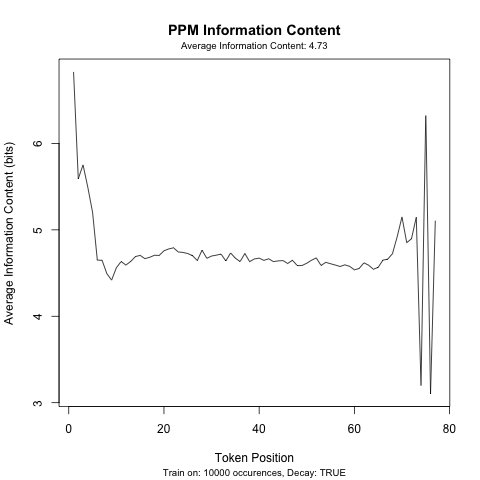 PPM Information Content
Average Information Content: 4.73
Average Information Content (bits)
6
5
4
3
0 20 40 60 80
Token Position
Train on: 10000 occurences, Decay: TRUE